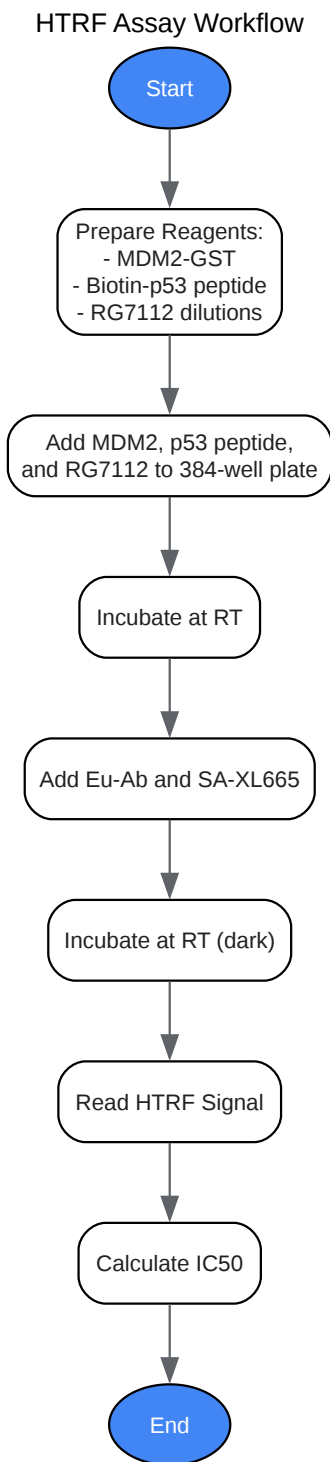 HTRF Assay Workflow
Start
Prepare Reagents:
- MDM2-GST
- Biotin-p53 peptide
- RG7112 dilutions
Add MDM2, p53 peptide,
and RG7112 to 384-well plate
Incubate at RT
Add Eu-Ab and SA-XL665
Incubate at RT (dark)
Read HTRF Signal
Calculate IC50
End